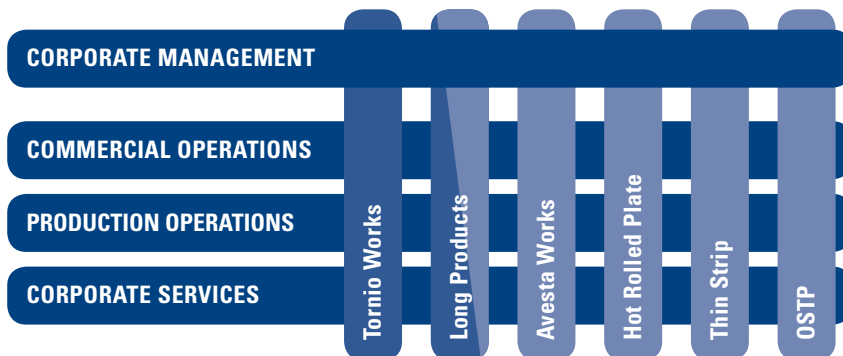 CORPORATE MANAGEMENT
COMMERCIAL OPERATIONS
PRODUCTION OPERATIONS
CORPORATE SERVICES
Tornio Works
Long Products
Avesta Works
Hot Rolled Plate
Thin Strip
OSTP